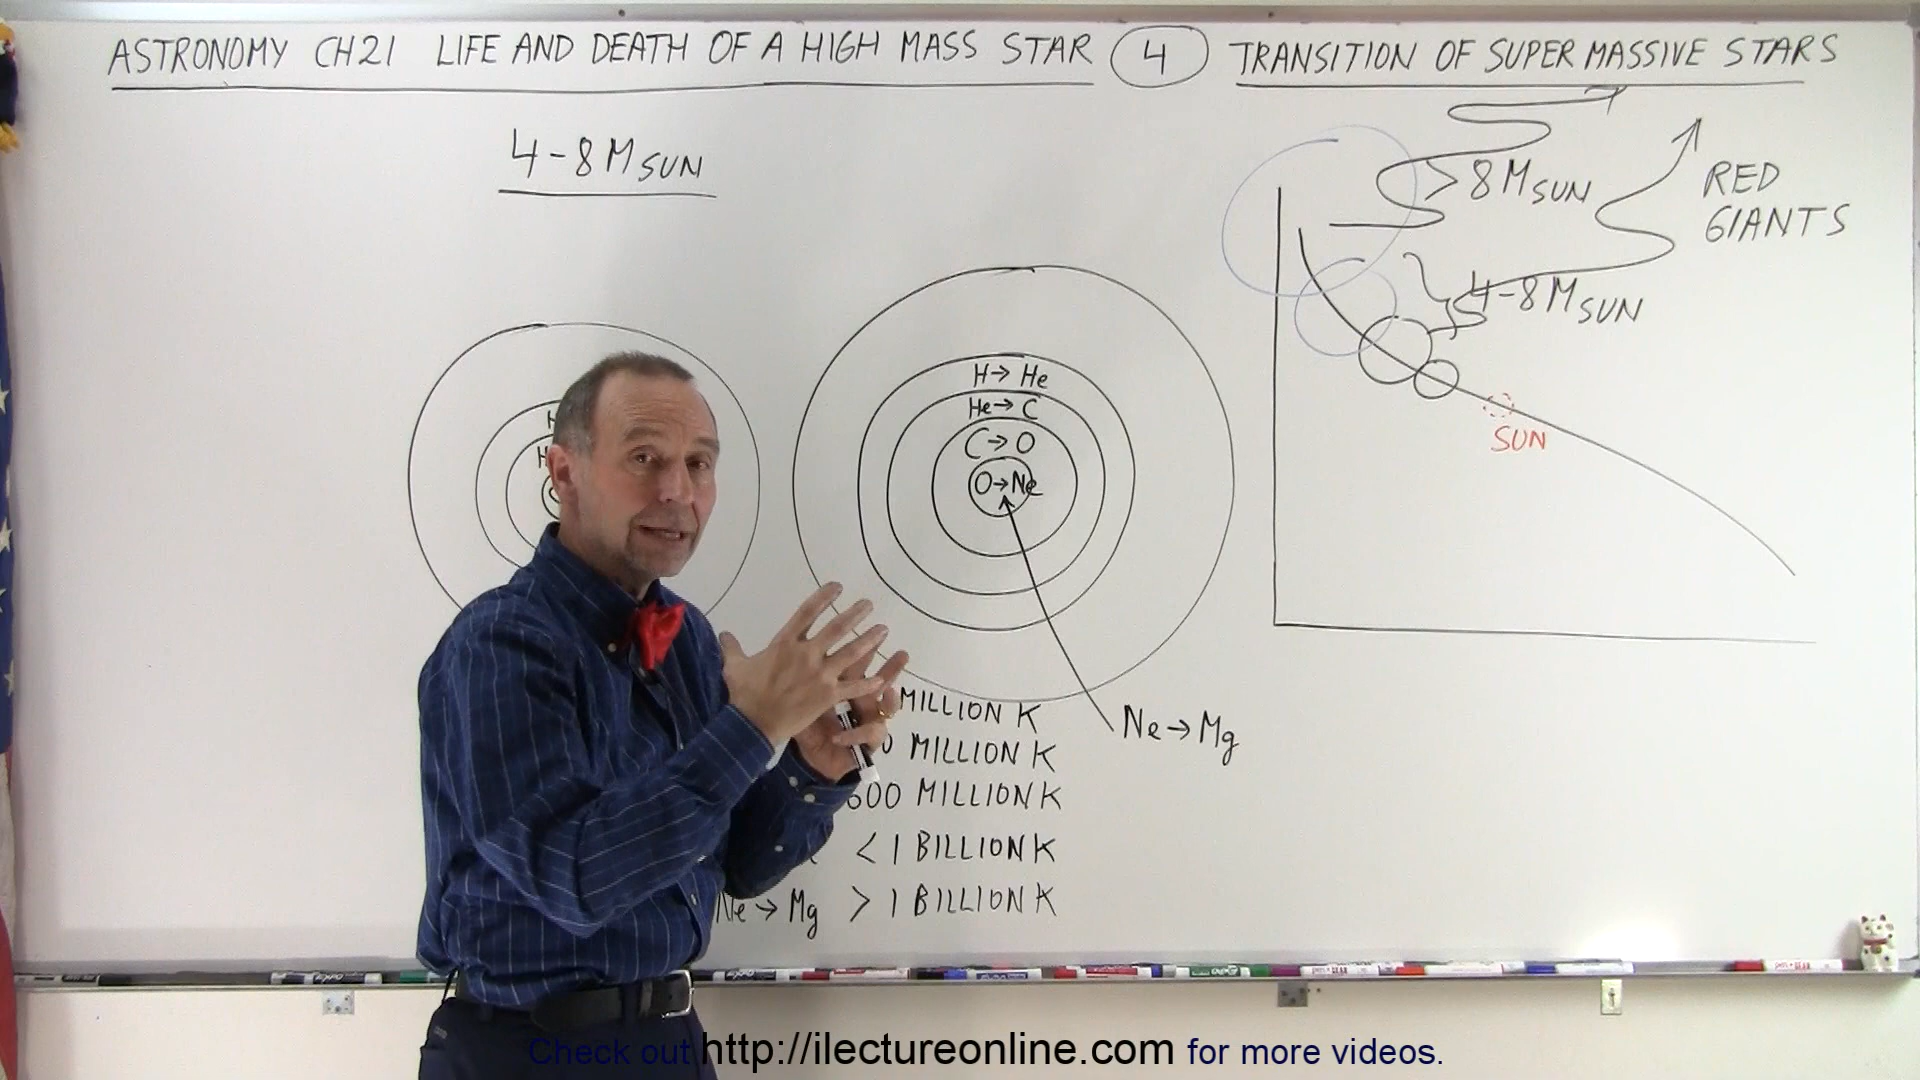 ASTRONOMY CH21 LIFE AND DEATH OF A HIGH MASS STAR 4 TRANSITION OF SUPER MASSIVE STARS
4-8 MSUN
H → He
He → C
C → O
O → Ne
Ne → Mg
MILLION K
0 MILLION K
600 MILLION K
< 1 BILLION K
Ne → Mg > 1 BILLION K
> 8 MSUN
RED
GIANTS
4-8 MSUN
SUN
Check out http://ilectureonline.com for more videos.